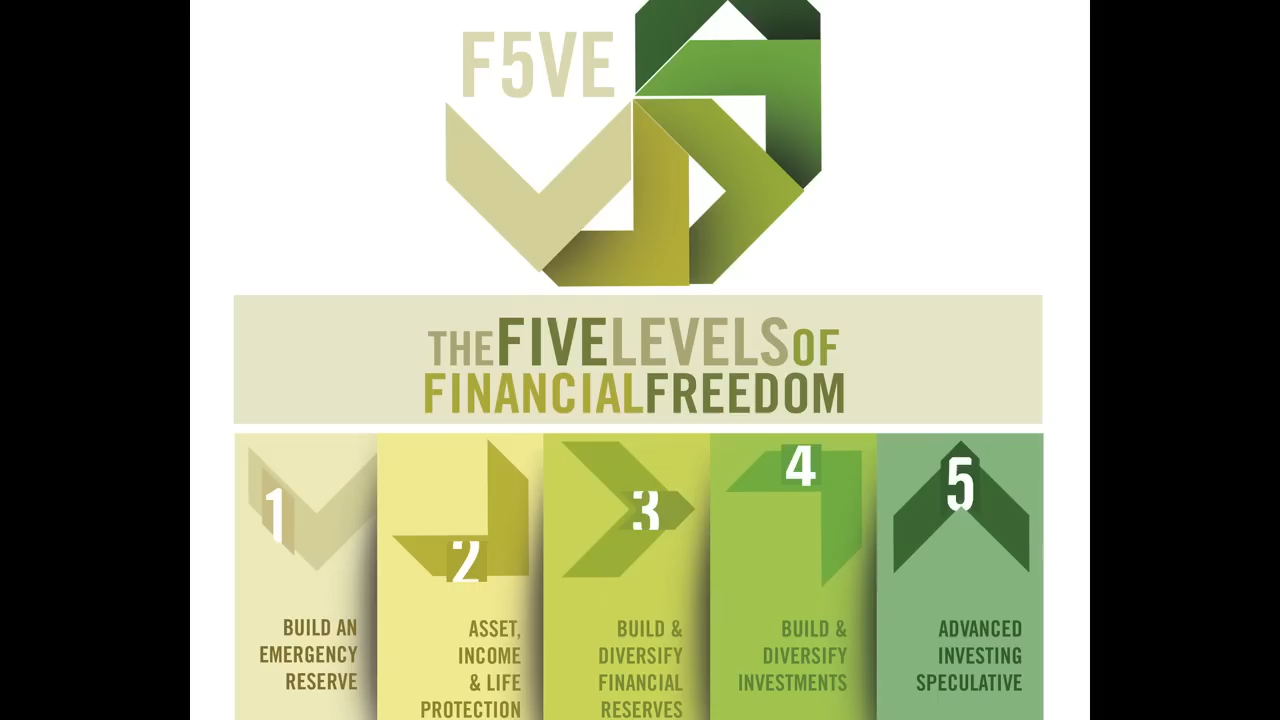 F5VE
THE FIVE LEVELS OF
FINANCIAL FREEDOM
1
BUILD AN
EMERGENCY
RESERVE
2
ASSET,
INCOME
& LIFE
PROTECTION
3
BUILD &
DIVERSIFY
FINANCIAL
RESERVES
4
BUILD &
DIVERSIFY
INVESTMENTS
5
ADVANCED
INVESTING
SPECULATIVE